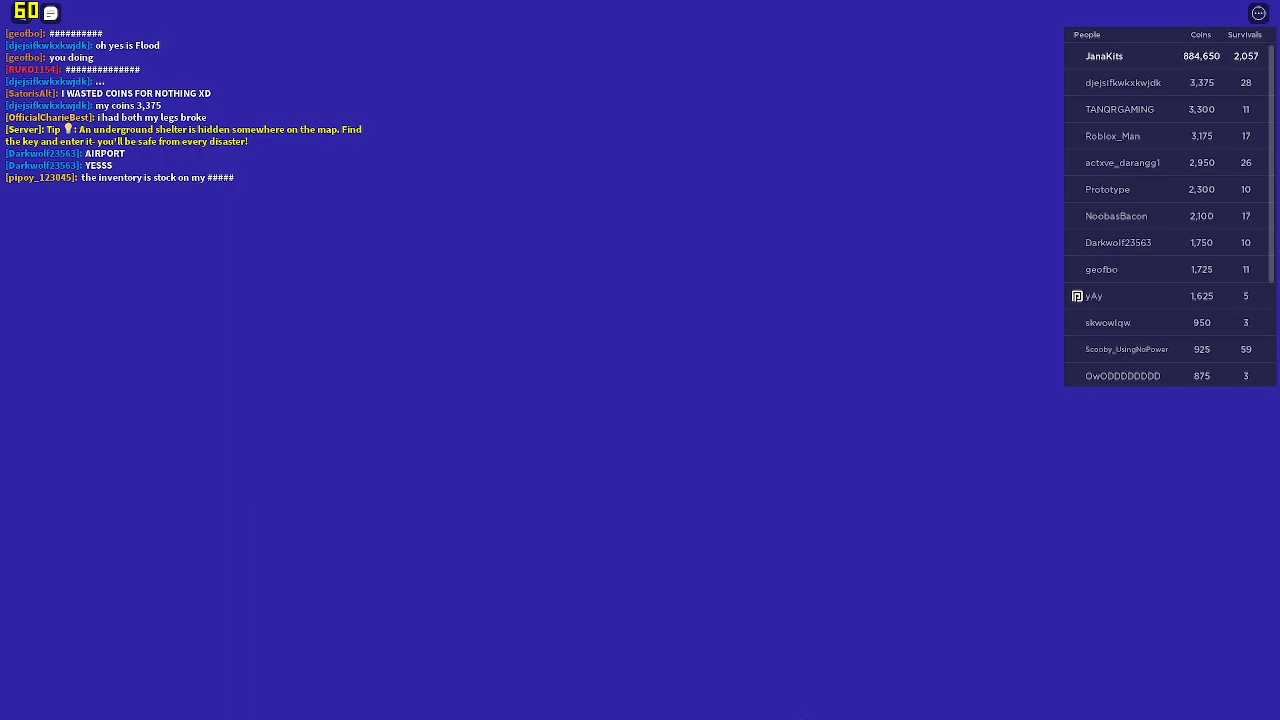 60
[geofbo]: ##########
[djejsifkwkxkwjdk]: oh yes is Flood
[geofbo]: you doing
[RUKO1154]: ##############
[djejsifkwkxkwjdk]: ...
[SatorisAlt]: I WASTED COINS FOR NOTHING XD
[djejsifkwkxkwjdk]: my coins 3,375
[OfficialCharieBest]: i had both my legs broke
[Server]: Tip 💡: An underground shelter is hidden somewhere on the map. Find
the key and enter it- you'll be safe from every disaster!
[Darkwolf23563]: AIRPORT
[Darkwolf23563]: YESSS
[pipoy_123045]: the inventory is stock on my #####
People Coins Survivals
JanaKits 884,650 2,057
djejsifkwkxkwjdk 3,375 28
TANQRGAMING 3,300 11
Roblox_Man 3,175 17
actxve_darangg1 2,950 26
Prototype 2,300 10
NoobasBacon 2,100 17
Darkwolf23563 1,750 10
geofbo 1,725 11
yAy 1,625 5
skwowlqw 950 3
Scooby_UsingNoPower 925 59
OwODDDDDDDD 875 3